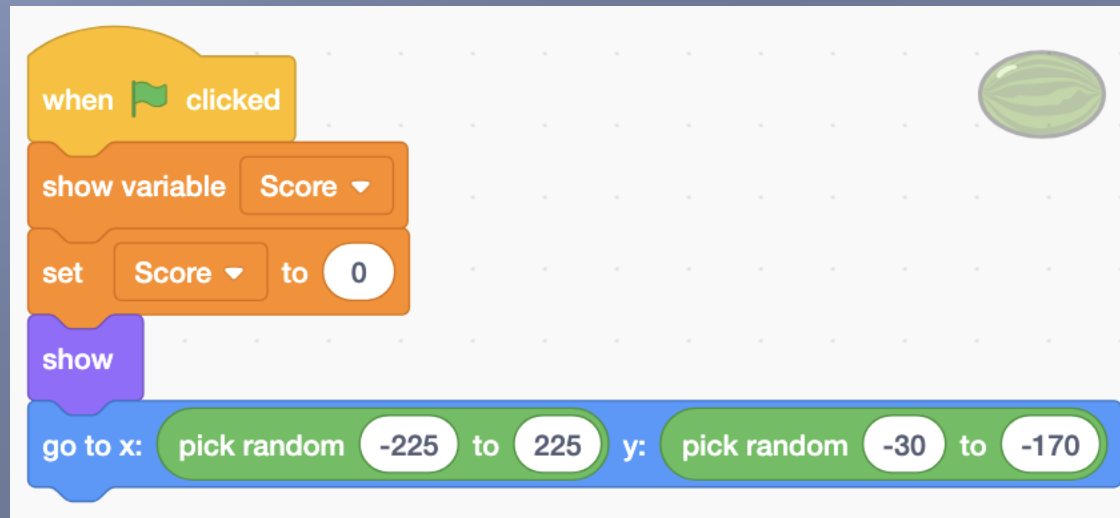 when clicked
show variable Score
set Score to 0
show
go to x: pick random -225 to 225 y: pick random -30 to -170